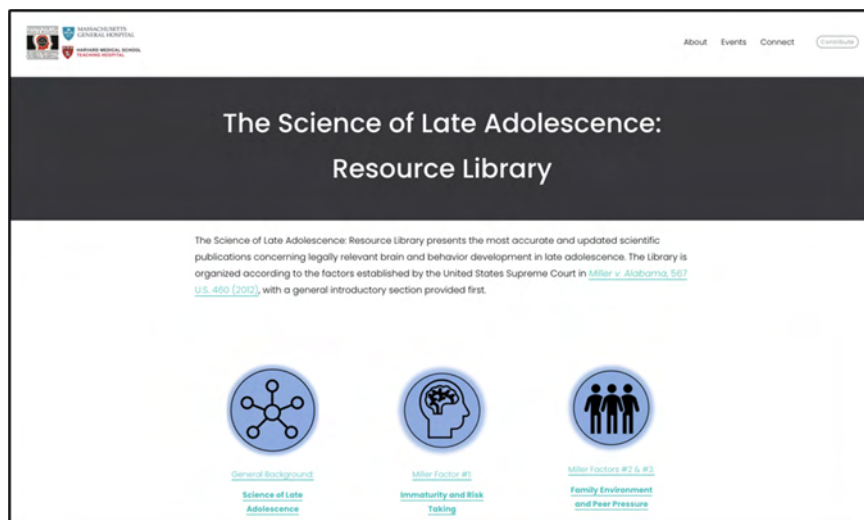 MASSACHUSETTS
GENERAL HOSPITAL
HARVARD MEDICAL SCHOOL
TEACHING HOSPITAL
About Events Connect Contribute
The Science of Late Adolescence:
Resource Library
The Science of Late Adolescence: Resource Library presents the most accurate and updated scientific
publications concerning legally relevant brain and behavior development in late adolescence. The Library is
organized according to the factors established by the United States Supreme Court in Miller v. Alabama, 567
U.S. 460 (2012), with a general introductory section provided first.
General Background:
Science of Late
Adolescence
Miller Factor #1:
Immaturity and Risk
Taking
Miller Factors #2 & #3:
Family Environment
and Peer Pressure